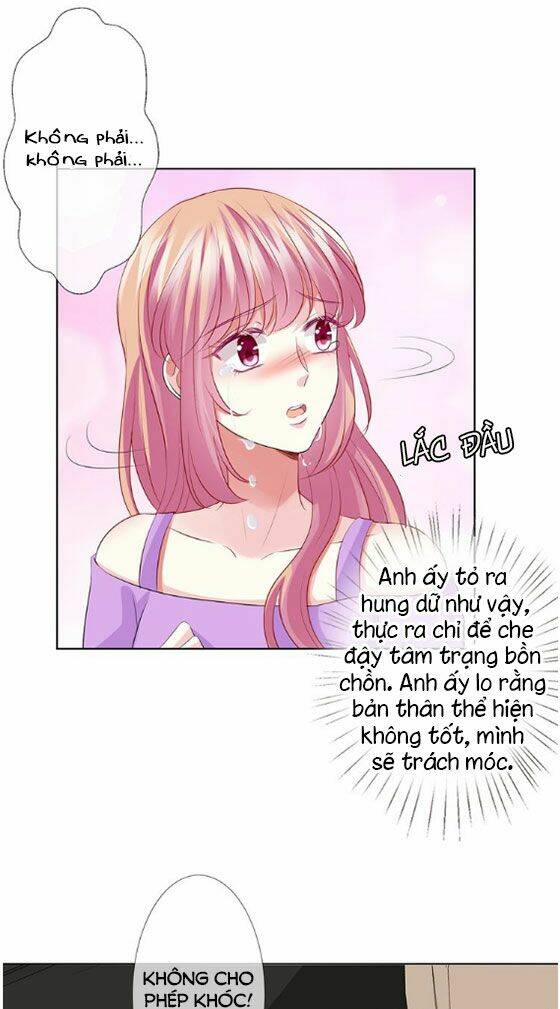 Không phải...
không phải...
LẮC ĐẦU
Anh ấy tỏ ra
hung dữ như vậy,
thực ra chỉ để che
đậy tâm trạng bồn
chồn. Anh ấy lo rằng
bản thân thể hiện
không tốt, mình
sẽ trách móc.
KHÔNG CHO
PHÉP KHÓC!